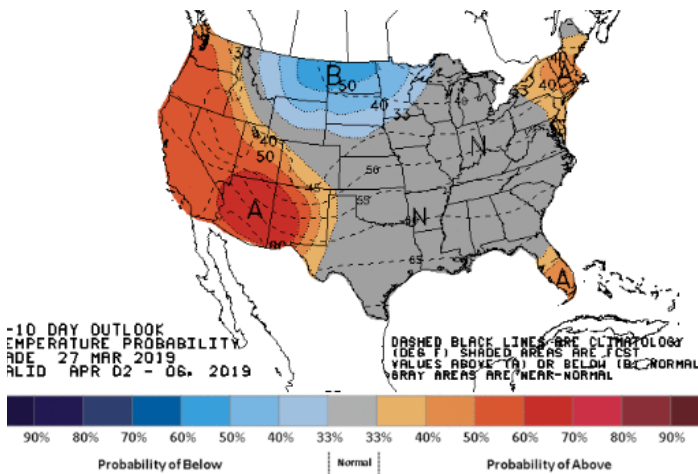 33
B
50
40
33
A
40
N
40
50
45
50
55
A
N
65
A
-10 DAY OUTLOOK
EMPERATURE PROBABILITY
ADE 27 MAR 2019
ALID APR 02 - 06, 2019
DASHED BLACK LINES ARE CLIMATOLOGY
(DEG F) SHADED AREAS ARE FCST
VALUES ABOVE (A) OR BELOW (B) NORMAL
GRAY AREAS ARE NEAR-NORMAL
90% 80% 70% 60% 50% 40% 33% 33% 40% 50% 60% 70% 80% 90%
Probability of Below Normal Probability of Above